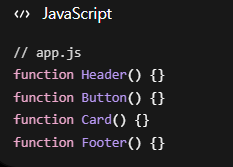 </> JavaScript
// app.js
function Header() {}
function Button() {}
function Card() {}
function Footer() {}